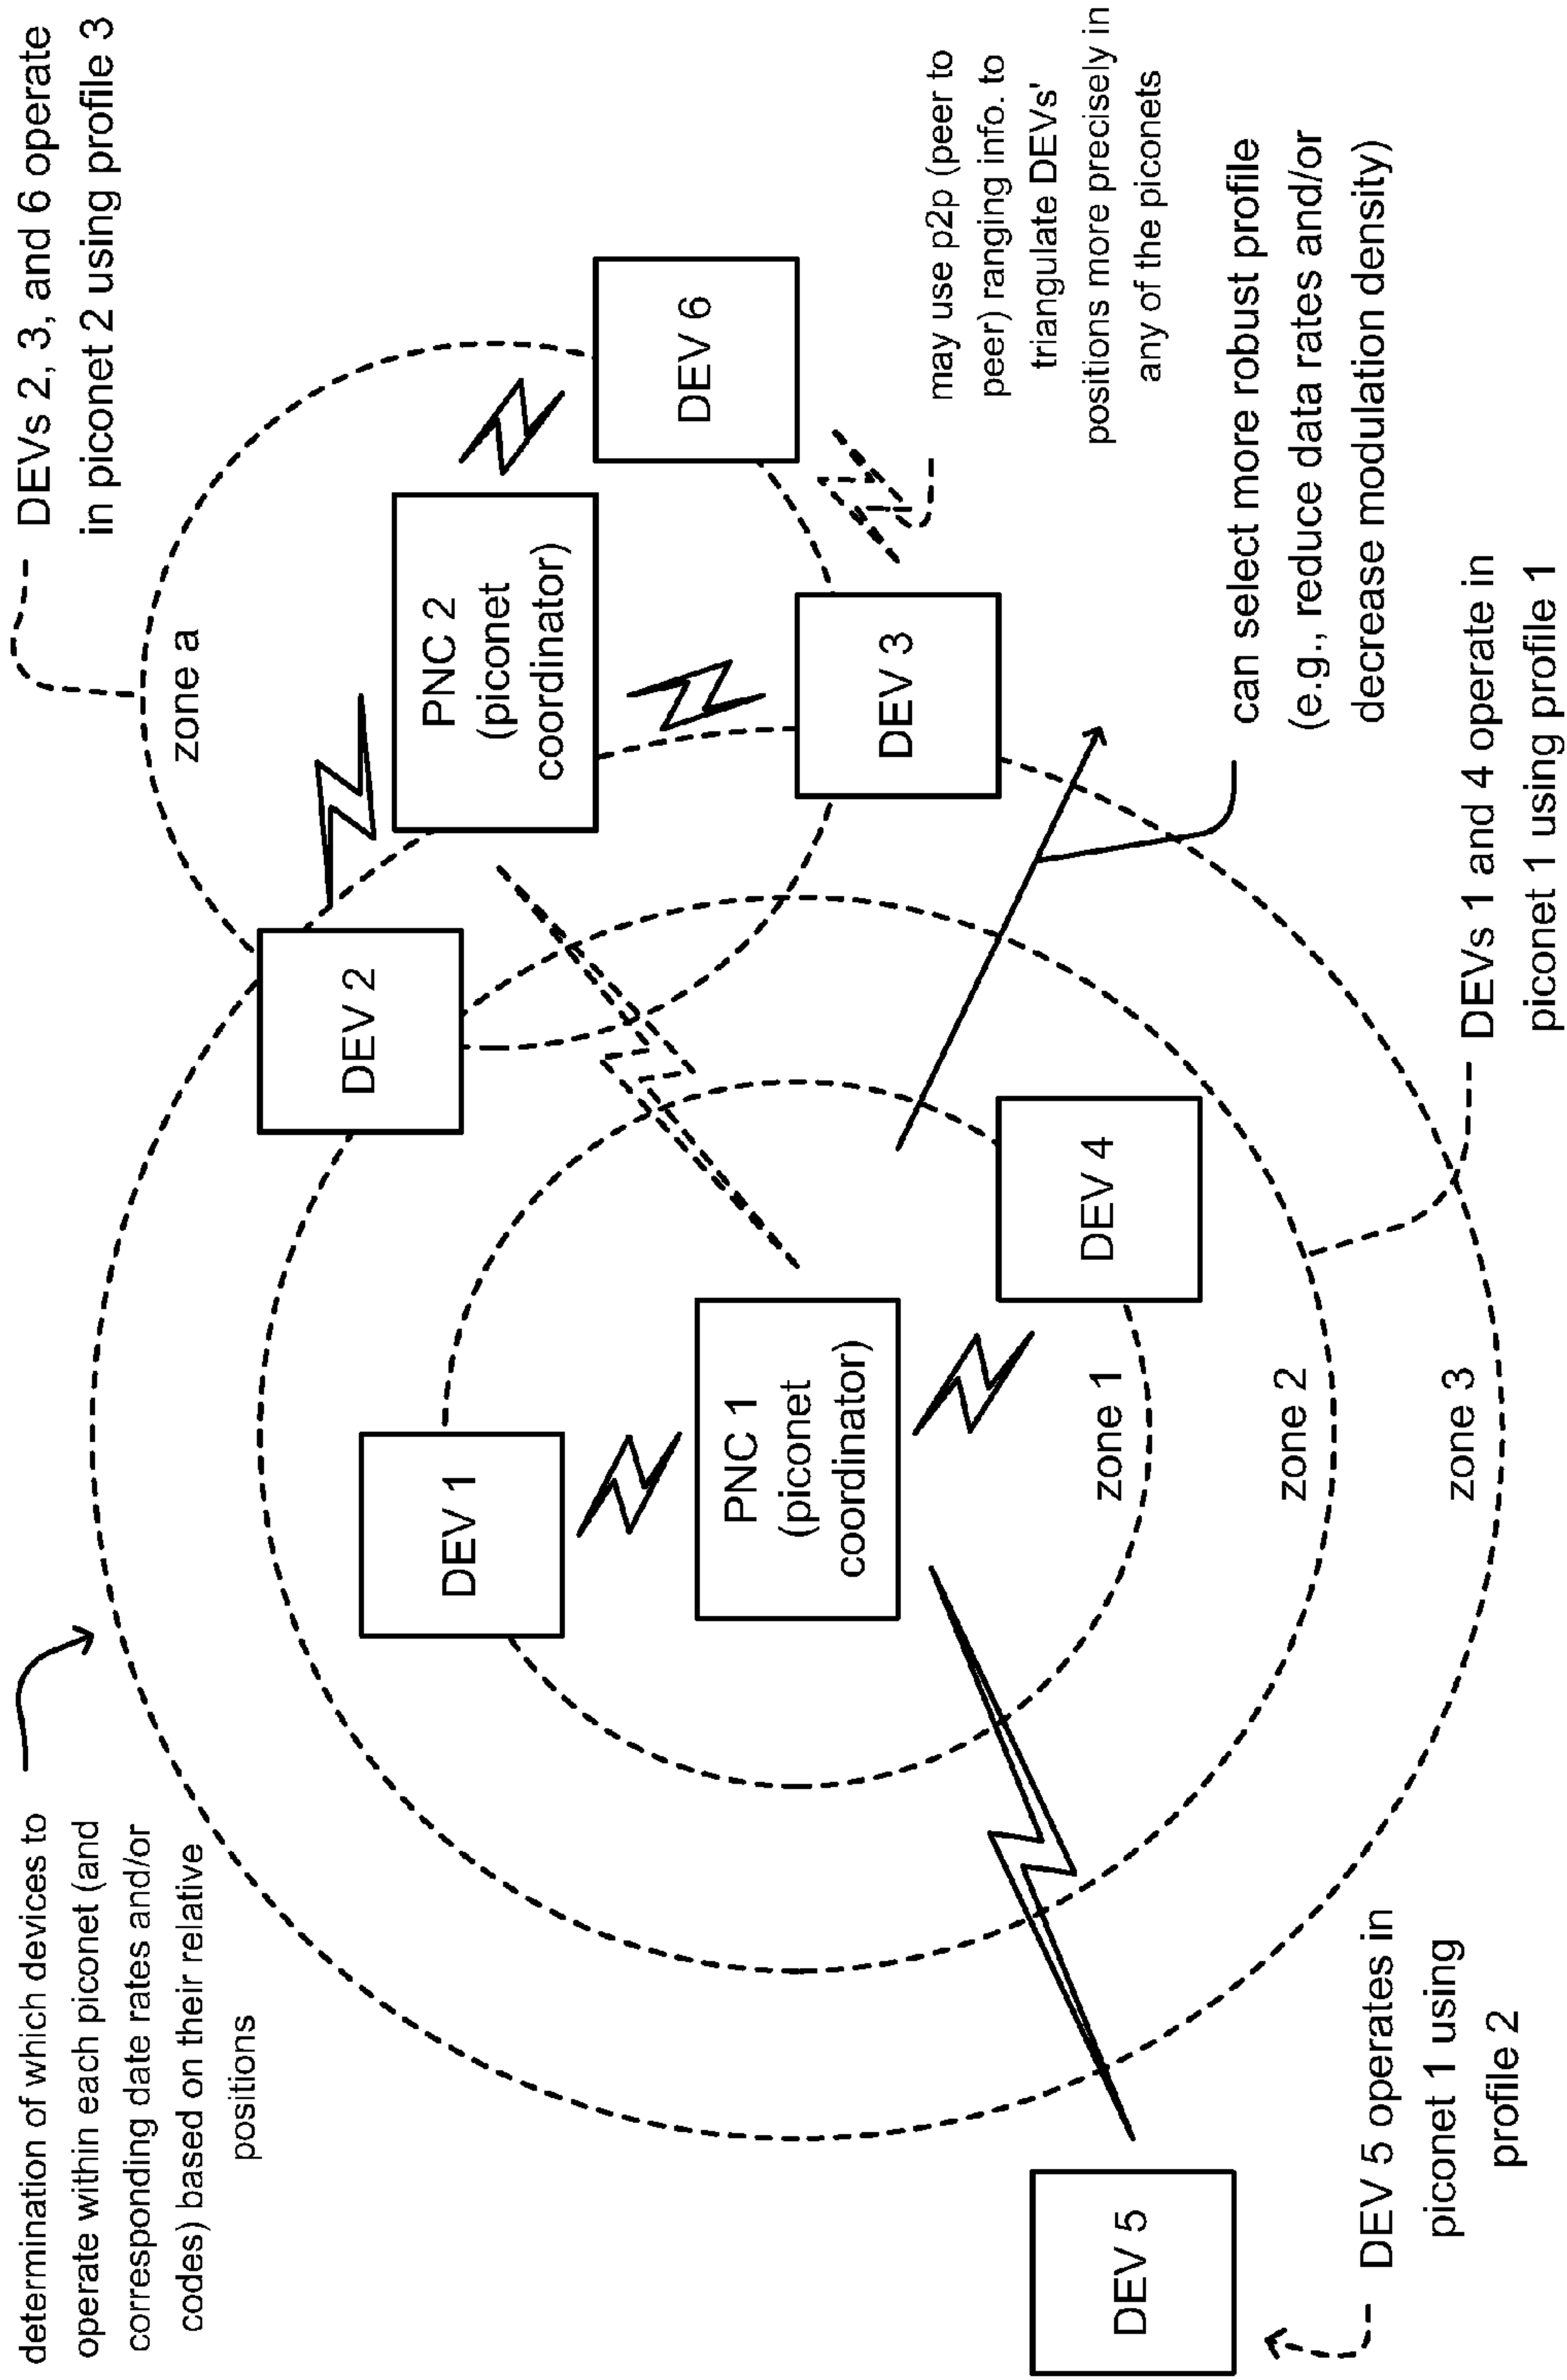 determination of which devices to
operate within each piconet (and
corresponding date rates and/or
codes) based on their relative
positions
DEVs 2, 3, and 6 operate
in piconet 2 using profile 3
zone a
DEV 2
PNC 2
(piconet
coordinator)
DEV 6
DEV 1
DEV 3
may use p2p (peer to
peer) ranging info. to
triangulate DEVs'
positions more precisely in
any of the piconets
PNC 1
(piconet
coordinator)
DEV 4
can select more robust profile
(e.g., reduce data rates and/or
decrease modulation density)
zone 1
zone 2
zone 3
DEV 5
DEV 5 operates in
piconet 1 using
profile 2
DEVs 1 and 4 operate in
piconet 1 using profile 1